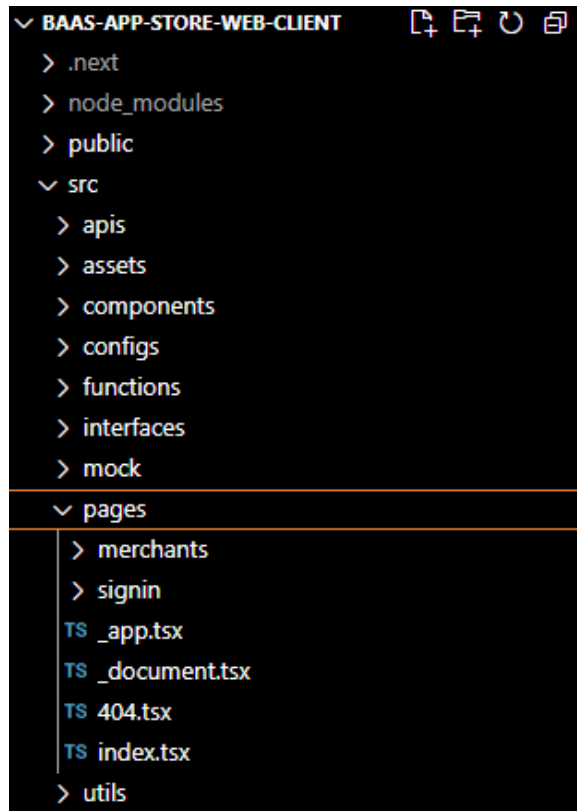 BAAS-APP-STORE-WEB-CLIENT
.next
node_modules
public
src
apis
assets
components
configs
functions
interfaces
mock
pages
merchants
signin
TS _app.tsx
TS _document.tsx
TS 404.tsx
TS index.tsx
utils